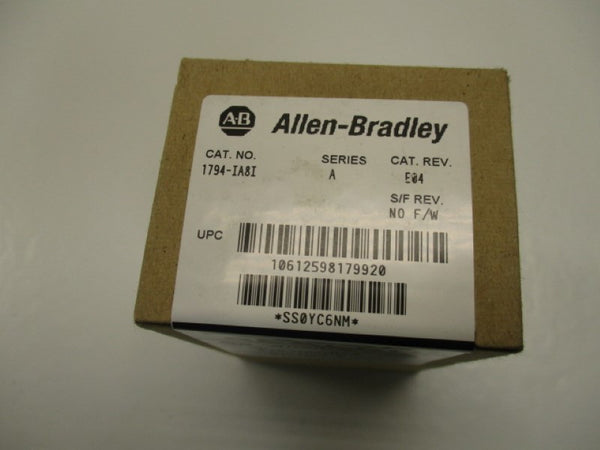 AB Allen-Bradley
CAT. NO. SERIES CAT. REV.
1794-IA8I A E04
S/F REV.
NO F/W
UPC
10612598179920
*SS0YC6NM*